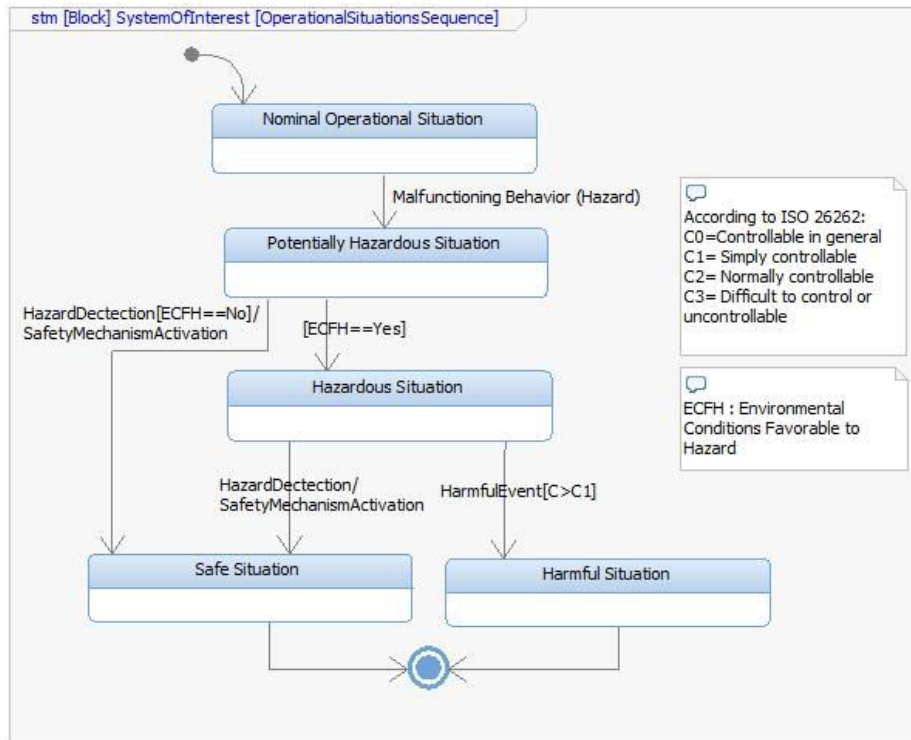 stm [Block] SystemOfInterest [OperationalSituationsSequence]
Nominal Operational Situation
Malfunctioning Behavior (Hazard)
According to ISO 26262:
C0=Controllable in general
C1= Simply controllable
C2= Normally controllable
C3= Difficult to control or
uncontrollable
Potentially Hazardous Situation
HazardDectection[ECFH==No]/
SafetyMechanismActivation
[ECFH==Yes]
Hazardous Situation
ECFH : Environmental
Conditions Favorable to
Hazard
HazardDectection/
SafetyMechanismActivation
HarmfulEvent[C>C1]
Safe Situation
Harmful Situation